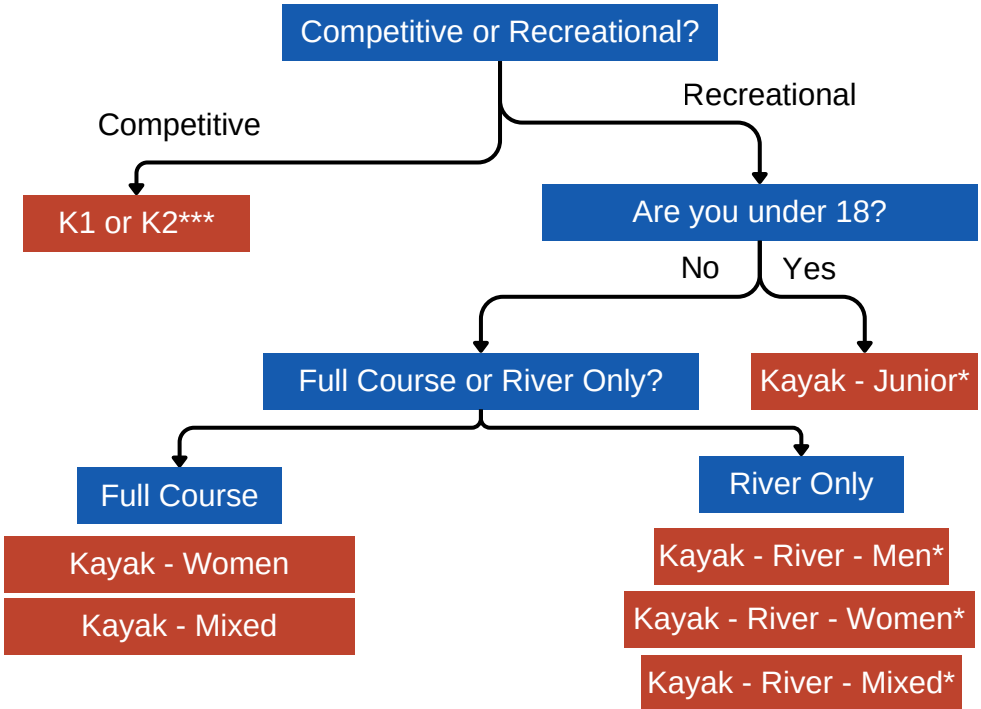 Competitive or Recreational?
Recreational
Competitive
K1 or K2***
Are you under 18?
No
Yes
Full Course or River Only?
Kayak - Junior*
Full Course
River Only
Kayak - Women
Kayak - Mixed
Kayak - River - Men*
Kayak - River - Women*
Kayak - River - Mixed*